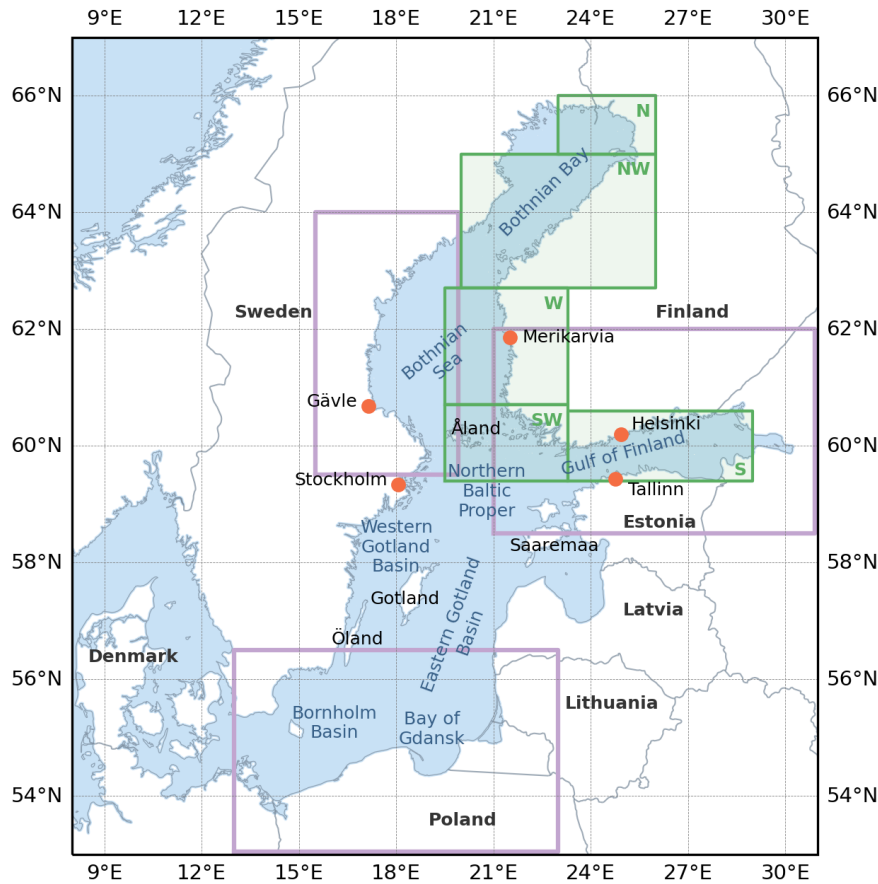 9°E 12°E 15°E 18°E 21°E 24°E 27°E 30°E
66°N 66°N
N
NW
Bothnian Bay
64°N 64°N
W
Sweden
Finland
62°N 62°N
Merikarvia
Bothnian
Sea
Gävle
SW
Helsinki
Åland
60°N 60°N
Gulf of Finland
S
Stockholm
Northern
Baltic
Proper
Tallinn
Estonia
Western
Gotland
Basin
Saaremaa
58°N 58°N
Gotland
Latvia
Eastern Gotland
Basin
Öland
Denmark
56°N 56°N
Lithuania
Bornholm
Basin
Bay of
Gdansk
54°N 54°N
Poland
9°E 12°E 15°E 18°E 21°E 24°E 27°E 30°E